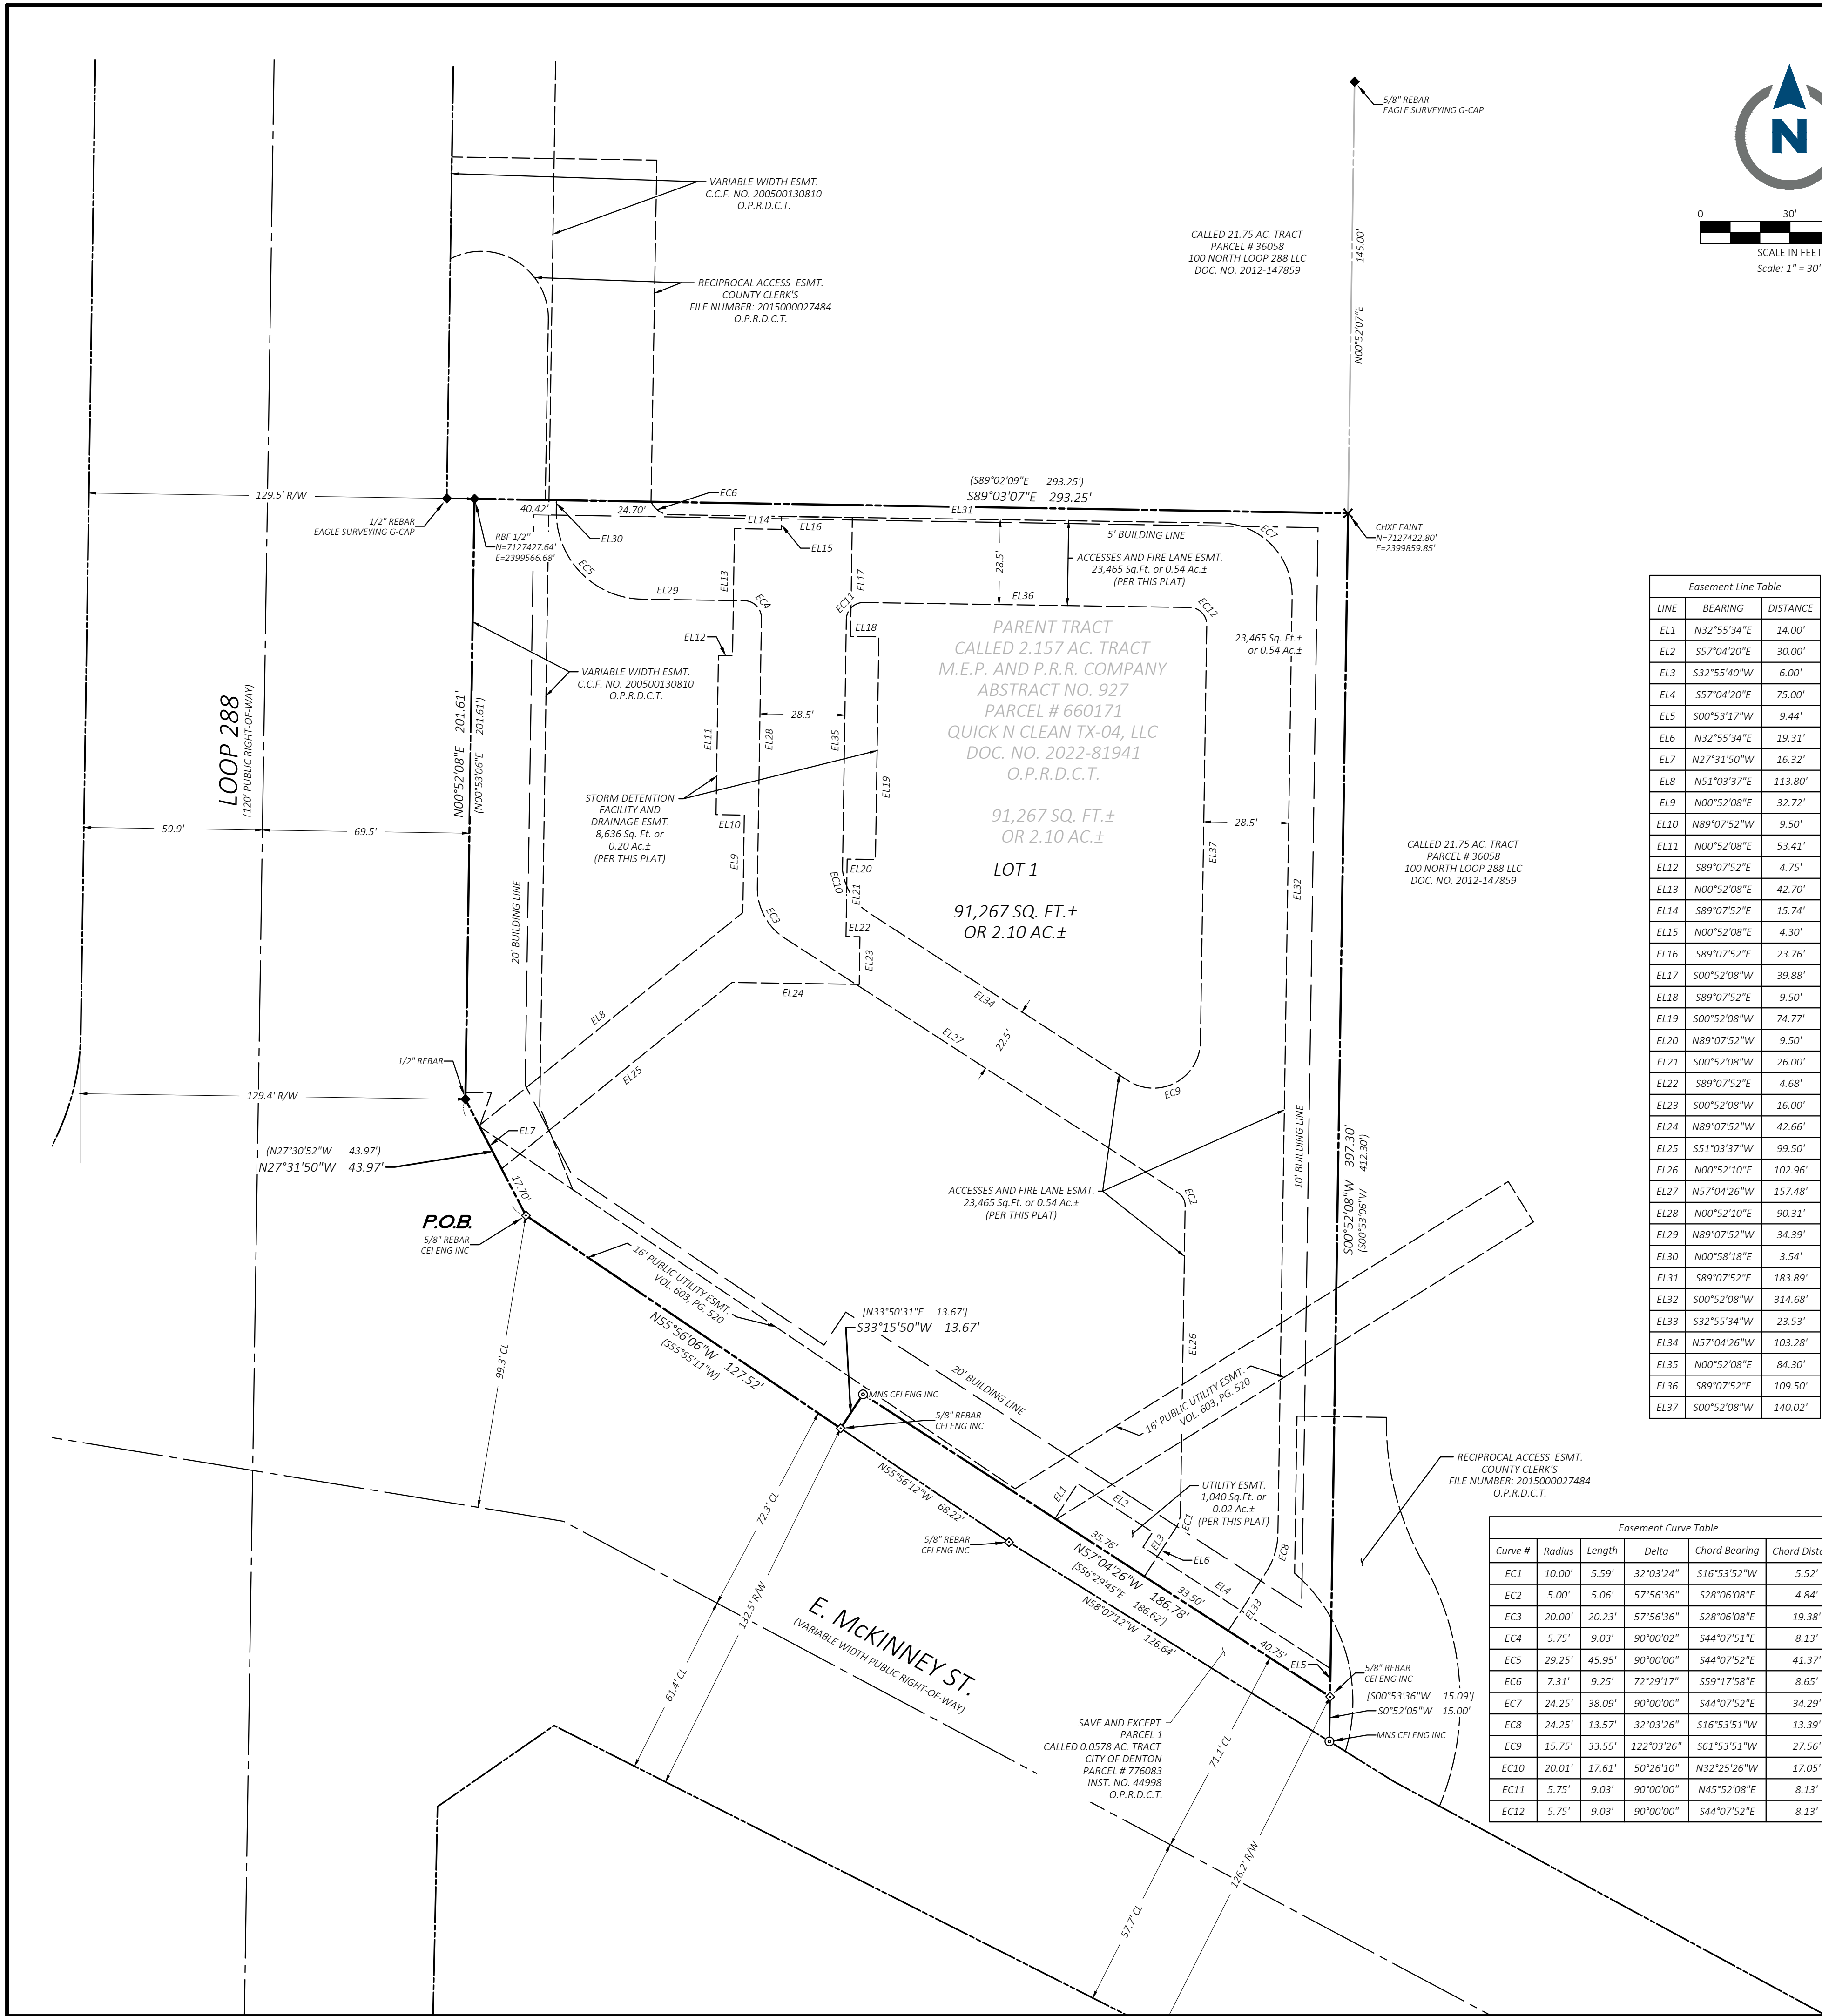 5/8" REBAR
EAGLE SURVEYING G-CAP
N
0
30'
SCALE IN FEET
Scale: 1" = 30'
VARIABLE WIDTH ESMT.
C.C.F. NO. 200500130810
O.P.R.D.C.T.
RECIPROCAL ACCESS ESMT.
COUNTY CLERK'S
FILE NUMBER: 2015000027484
O.P.R.D.C.T.
CALLED 21.75 AC. TRACT
PARCEL # 36058
100 NORTH LOOP 288 LLC
DOC. NO. 2012-147859
N00°52'07"E 145.00'
129.5' R/W
1/2" REBAR
EAGLE SURVEYING G-CAP
RBF 1/2"
N=7127427.64'
E=2399566.68'
40.42'
24.70'
EC6
(S89°02'09"E 293.25')
S89°03'07"E 293.25'
EL31
EL30
EL14
EL16
EL15
5' BUILDING LINE
EC7
CHXF FAINT
N=7127422.80'
E=2399859.85'
ACCESSES AND FIRE LANE ESMT.
23,465 Sq.Ft. or 0.54 Ac.±
(PER THIS PLAT)
28.5'
EC5
EL29
EL13
EC4
EL17
EC11
EL36
EC12
EL12
EL18
PARENT TRACT
CALLED 2.157 AC. TRACT
M.E.P. AND P.R.R. COMPANY
ABSTRACT NO. 927
PARCEL # 660171
QUICK N CLEAN TX-04, LLC
DOC. NO. 2022-81941
O.P.R.D.C.T.
91,267 SQ. FT.±
OR 2.10 AC.±
23,465 Sq. Ft.±
or 0.54 Ac.±
VARIABLE WIDTH ESMT.
C.C.F. NO. 200500130810
O.P.R.D.C.T.
LOOP 288
(120' PUBLIC RIGHT-OF-WAY)
N00°52'08"E 201.61'
(N00°53'06"E 201.61')
EL11
28.5'
EL28
EL35
EL19
STORM DETENTION
FACILITY AND
DRAINAGE ESMT.
8,636 Sq. Ft. or
0.20 Ac.±
(PER THIS PLAT)
59.9'
69.5'
EL10
EL9
28.5'
EL37
EL32
LOT 1
91,267 SQ. FT.±
OR 2.10 AC.±
CALLED 21.75 AC. TRACT
PARCEL # 36058
100 NORTH LOOP 288 LLC
DOC. NO. 2012-147859
20' BUILDING LINE
EL20
EC10
EL21
EC3
EL22
EL23
EL24
EL8
EL34
EL27
22.5'
EL25
EC9
1/2" REBAR
129.4' R/W
EL7
(N27°30'52"W 43.97')
N27°31'50"W 43.97'
17.70'
P.O.B.
5/8" REBAR
CEI ENG INC
10' BUILDING LINE
S00°52'08"W 397.30'
(S00°53'06"W 412.30')
ACCESSES AND FIRE LANE ESMT.
23,465 Sq.Ft. or 0.54 Ac.±
(PER THIS PLAT)
EC2
16' PUBLIC UTILITY ESMT.
VOL. 603, PG. 520
N55°56'06"W 127.52'
(S55°55'11"W)
99.3' CL
[N33°50'31"E 13.67']
S33°15'50"W 13.67'
EL26
20' BUILDING LINE
MNS CEI ENG INC
5/8" REBAR
CEI ENG INC
16' PUBLIC UTILITY ESMT.
VOL. 603, PG. 520
N55°56'12"W 68.22'
72.3' CL
5/8" REBAR
CEI ENG INC
132.5' R/W
EL1
EL2
UTILITY ESMT.
1,040 Sq.Ft. or
0.02 Ac.±
(PER THIS PLAT)
35.76'
EL3
EC1
EL6
EC8
N57°04'26"W 186.78'
[S56°29'45"E 186.62']
33.50'
EL4
EL33
N58°07'12"W 126.64'
40.75'
EL5
RECIPROCAL ACCESS ESMT.
COUNTY CLERK'S
FILE NUMBER: 2015000027484
O.P.R.D.C.T.
5/8" REBAR
CEI ENG INC
[S00°53'36"W 15.09']
S0°52'05"W 15.00'
MNS CEI ENG INC
E. McKINNEY ST.
(VARIABLE WIDTH PUBLIC RIGHT-OF-WAY)
61.4' CL
SAVE AND EXCEPT
PARCEL 1
CALLED 0.0578 AC. TRACT
CITY OF DENTON
PARCEL # 776083
INST. NO. 44998
O.P.R.D.C.T.
71.1' CL
126.2' R/W
57.7' CL
Easement Line Table
LINE BEARING DISTANCE
EL1 N32°55'34"E 14.00'
EL2 S57°04'20"E 30.00'
EL3 S32°55'40"W 6.00'
EL4 S57°04'20"E 75.00'
EL5 S00°53'17"W 9.44'
EL6 N32°55'34"E 19.31'
EL7 N27°31'50"W 16.32'
EL8 N51°03'37"E 113.80'
EL9 N00°52'08"E 32.72'
EL10 N89°07'52"W 9.50'
EL11 N00°52'08"E 53.41'
EL12 S89°07'52"E 4.75'
EL13 N00°52'08"E 42.70'
EL14 S89°07'52"E 15.74'
EL15 N00°52'08"E 4.30'
EL16 S89°07'52"E 23.76'
EL17 S00°52'08"W 39.88'
EL18 S89°07'52"E 9.50'
EL19 S00°52'08"W 74.77'
EL20 N89°07'52"W 9.50'
EL21 S00°52'08"W 26.00'
EL22 S89°07'52"E 4.68'
EL23 S00°52'08"W 16.00'
EL24 N89°07'52"W 42.66'
EL25 S51°03'37"W 99.50'
EL26 N00°52'10"E 102.96'
EL27 N57°04'26"W 157.48'
EL28 N00°52'10"E 90.31'
EL29 N89°07'52"W 34.39'
EL30 N00°58'18"E 3.54'
EL31 S89°07'52"E 183.89'
EL32 S00°52'08"W 314.68'
EL33 S32°55'34"W 23.53'
EL34 N57°04'26"W 103.28'
EL35 N00°52'08"E 84.30'
EL36 S89°07'52"E 109.50'
EL37 S00°52'08"W 140.02'
Easement Curve Table
Curve # Radius Length Delta Chord Bearing Chord Dista
EC1 10.00' 5.59' 32°03'24" S16°53'52"W 5.52'
EC2 5.00' 5.06' 57°56'36" S28°06'08"E 4.84'
EC3 20.00' 20.23' 57°56'36" S28°06'08"E 19.38'
EC4 5.75' 9.03' 90°00'02" S44°07'51"E 8.13'
EC5 29.25' 45.95' 90°00'00" S44°07'52"E 41.37'
EC6 7.31' 9.25' 72°29'17" S59°17'58"E 8.65'
EC7 24.25' 38.09' 90°00'00" S44°07'52"E 34.29'
EC8 24.25' 13.57' 32°03'26" S16°53'51"W 13.39'
EC9 15.75' 33.55' 122°03'26" S61°53'51"W 27.56'
EC10 20.01' 17.61' 50°26'10" N32°25'26"W 17.05'
EC11 5.75' 9.03' 90°00'00" N45°52'08"E 8.13'
EC12 5.75' 9.03' 90°00'00" S44°07'52"E 8.13'